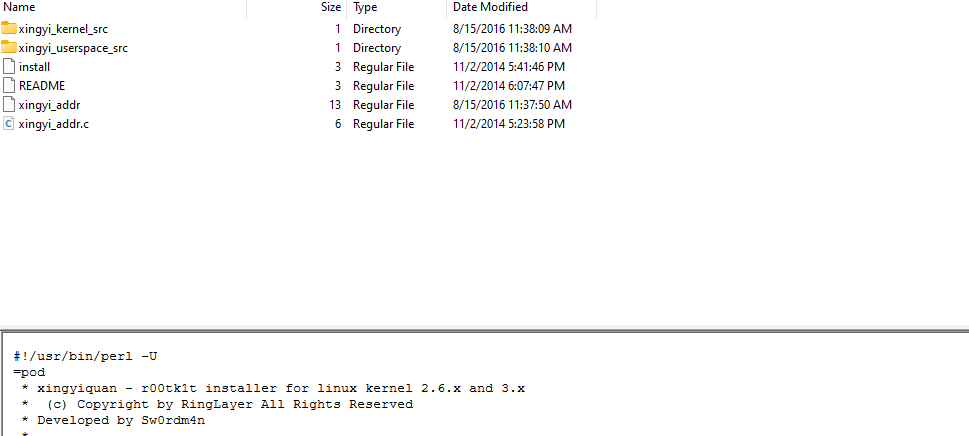 Name Size Type Date Modified
xingyi_kernel_src 1 Directory 8/15/2016 11:38:09 AM
xingyi_userspace_src 1 Directory 8/15/2016 11:38:10 AM
install 3 Regular File 11/2/2014 5:41:46 PM
README 3 Regular File 11/2/2014 6:07:47 PM
xingyi_addr 13 Regular File 8/15/2016 11:37:50 AM
xingyi_addr.c 6 Regular File 11/2/2014 5:23:58 PM
#!/usr/bin/perl -U
=pod
* xingyiquan - r00tk1t installer for linux kernel 2.6.x and 3.x
* (c) Copyright by RingLayer All Rights Reserved
* Developed by Sw0rdm4n
*